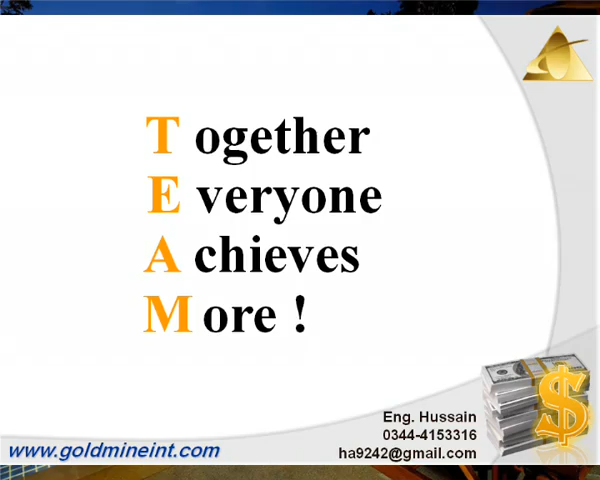 T ogether
E veryone
A chieves
M ore !
Eng. Hussain
0344-4153316
ha9242@gmail.com
www.goldmineint.com